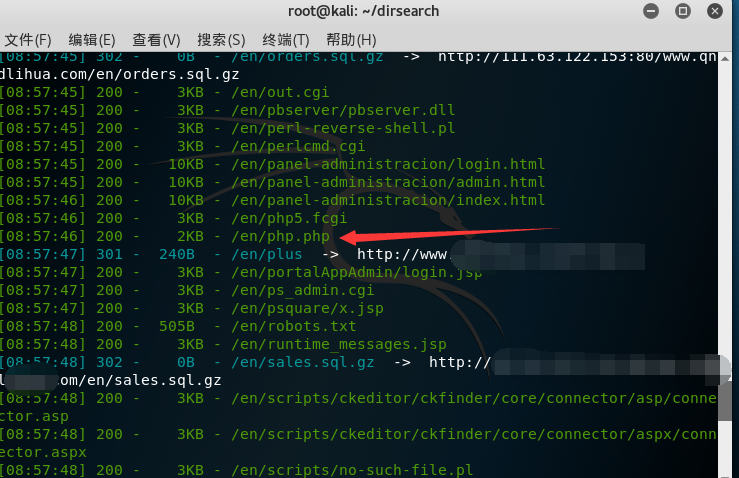 root@kali: ~/dirsearch
文件(F) 编辑(E) 查看(V) 搜索(S) 终端(T) 帮助(H)
[08:57:45] 302 - 0B - /en/orders.sql.gz -> http://111.63.122.153:80/www.qn
dlihua.com/en/orders.sql.gz
[08:57:45] 200 - 3KB - /en/out.cgi
[08:57:45] 200 - 3KB - /en/pbserver/pbserver.dll
[08:57:45] 200 - 3KB - /en/perl-reverse-shell.pl
[08:57:45] 200 - 3KB - /en/perlcmd.cgi
[08:57:45] 200 - 10KB - /en/panel-administracion/login.html
[08:57:45] 200 - 10KB - /en/panel-administracion/admin.html
[08:57:46] 200 - 10KB - /en/panel-administracion/index.html
[08:57:46] 200 - 3KB - /en/php5.fcgi
[08:57:46] 200 - 2KB - /en/php.php
[08:57:47] 301 - 240B - /en/plus -> http://www.
[08:57:47] 200 - 3KB - /en/portalAppAdmin/login.jsp
[08:57:47] 200 - 3KB - /en/ps_admin.cgi
[08:57:47] 200 - 3KB - /en/psquare/x.jsp
[08:57:48] 200 - 505B - /en/robots.txt
[08:57:48] 200 - 3KB - /en/runtime_messages.jsp
[08:57:48] 302 - 0B - /en/sales.sql.gz -> http://
l com/en/sales.sql.gz
[08:57:48] 200 - 3KB - /en/scripts/ckeditor/ckfinder/core/connector/asp/conne
ctor.asp
[08:57:48] 200 - 3KB - /en/scripts/ckeditor/ckfinder/core/connector/aspx/conn
ector.aspx
[08:57:48] 200 - 3KB - /en/scripts/no-such-file.pl